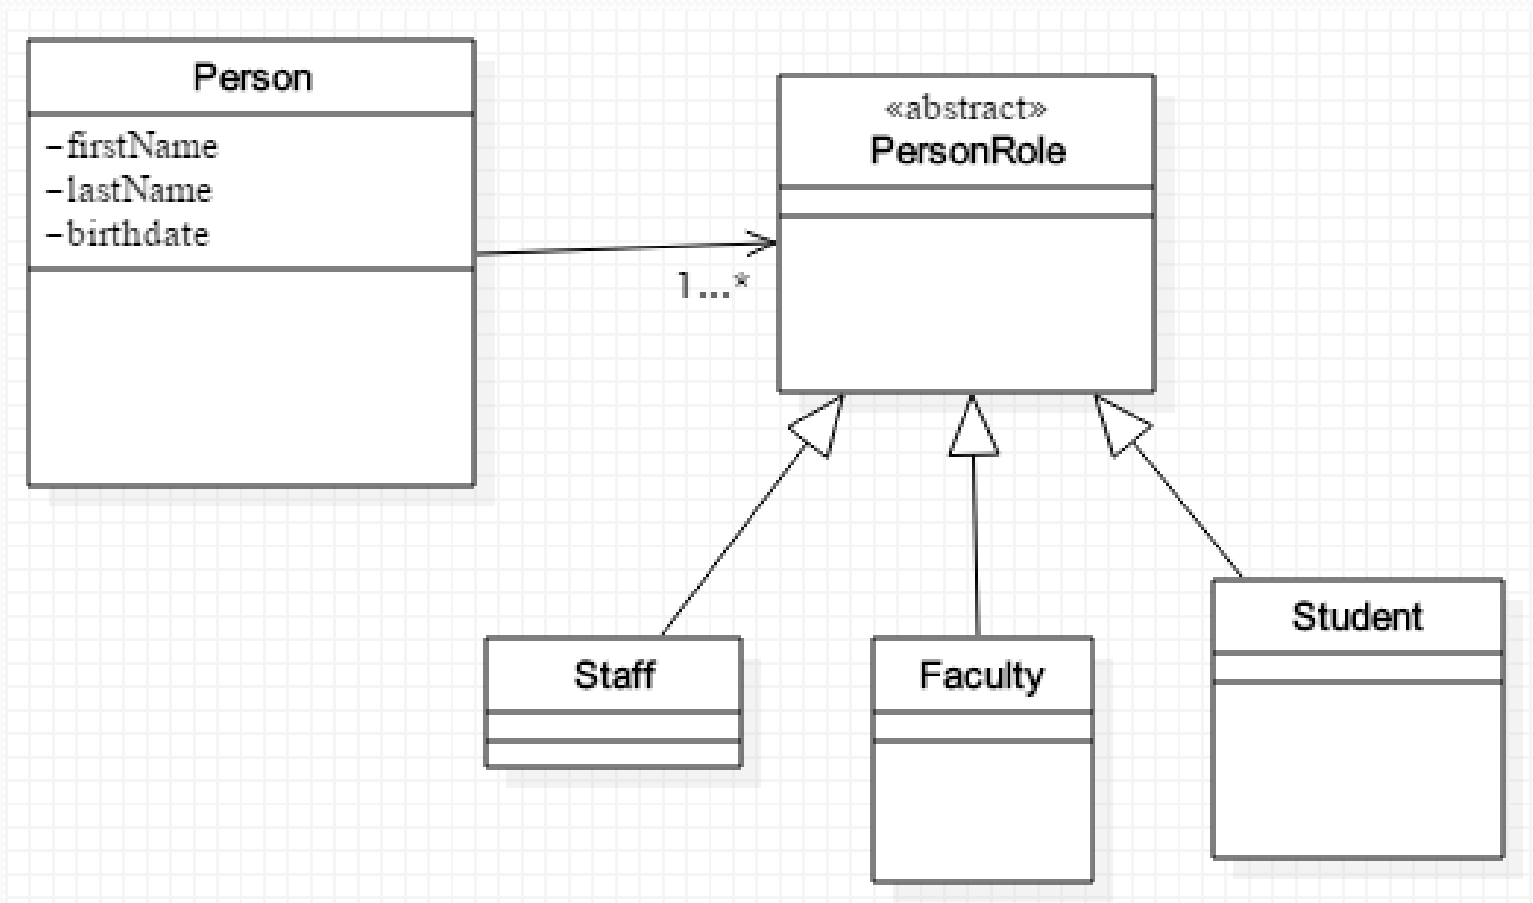 Person
-firstName
-lastName
-birthdate
1...*
«abstract»
PersonRole
Staff
Faculty
Student